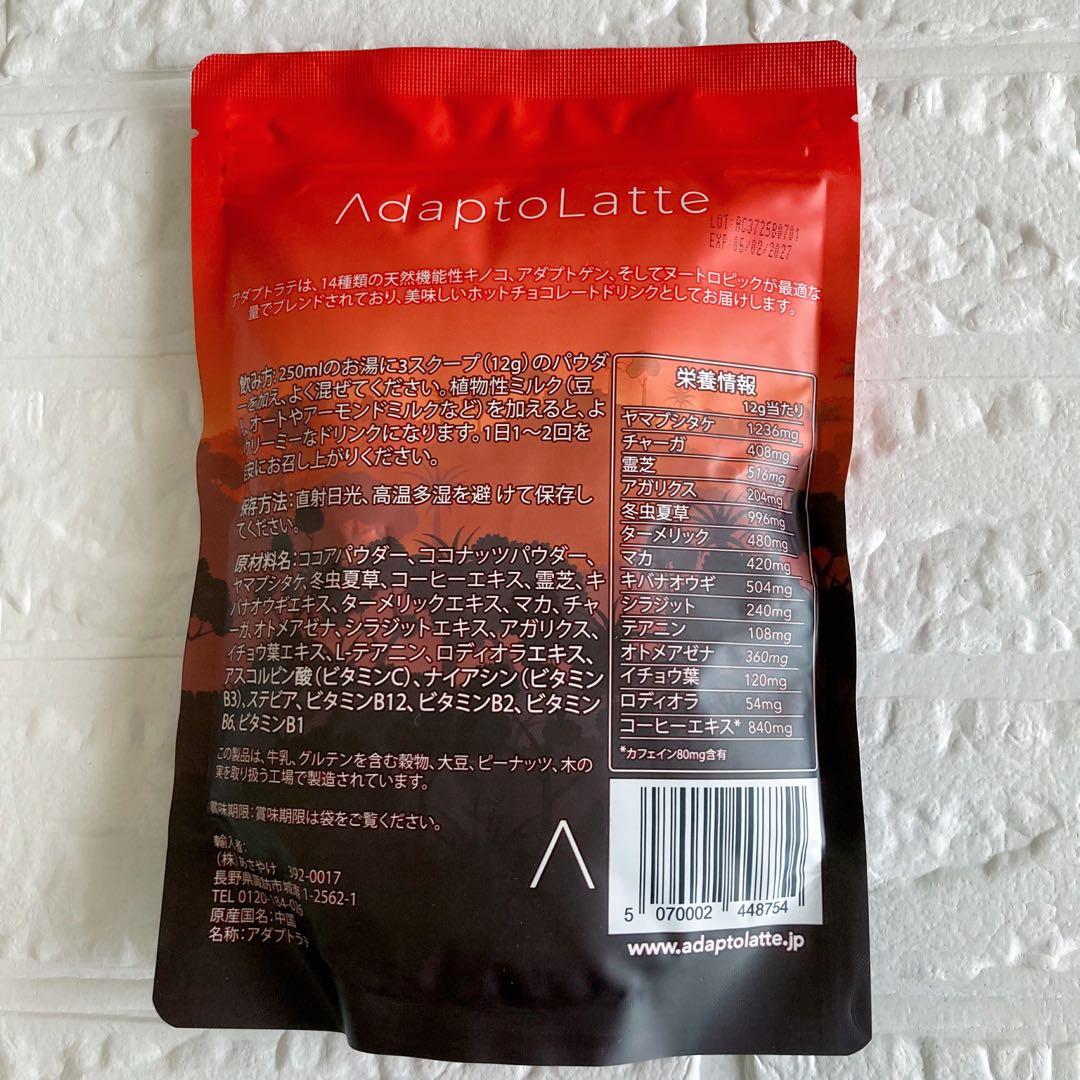 AdaptoLatte
LOT:AC3725B0701
EXP:05/02/2027
アダプトラテは、14種類の天然機能性キノコ、アダプトゲン、そしてヌートロピックが最適な
量でブレンドされており、美味しいホットチョコレートドリンクとしてお届けします。
飲み方:250mlのお湯に3スクープ(12g)のパウダ
ーを加え、よく混ぜてください。植物性ミルク(豆
、オートやアーモンドミルクなど)を加えると、よ
クリーミーなドリンクになります。1日1〜2回を
にお召し上がりください。
保存方法:直射日光、高温多湿を避けて保存し
てください。
原材料名:ココアパウダー、ココナッツパウダー、
ヤマブシタケ、冬虫夏草、コーヒーエキス、霊芝、キ
バナオウギエキス、ターメリックエキス、マカ、チャ
ーガ、オトメアゼナ、シラジットエキス、アガリクス、
イチョウ葉エキス、L-テアニン、ロディオラエキス、
アスコルビン酸(ビタミンC)、ナイアシン(ビタミン
B3)、ステビア、ビタミンB12、ビタミンB2、ビタミン
B6、ビタミンB1
この製品は、牛乳、グルテンを含む穀物、大豆、ピーナッツ、木の
実を取り扱う工場で製造されています。
賞味期限:賞味期限は袋をご覧ください。
輸入者:
(株)あさやけ 392-0017
長野県諏訪市城南1-2562-1
TEL 0120-184-
原産国名:中国
名称:アダプトラテ
栄養情報
12g当たり
ヤマブシタケ 1236mg
チャーガ 408mg
霊芝 516mg
アガリクス 204mg
冬虫夏草 996mg
ターメリック 480mg
マカ 420mg
キバナオウギ 504mg
シラジット 240mg
テアニン 108mg
オトメアゼナ 360mg
イチョウ葉 120mg
ロディオラ 54mg
コーヒーエキス* 840mg
*カフェイン80mg含有
5 070002 448754
www.adaptolatte.jp